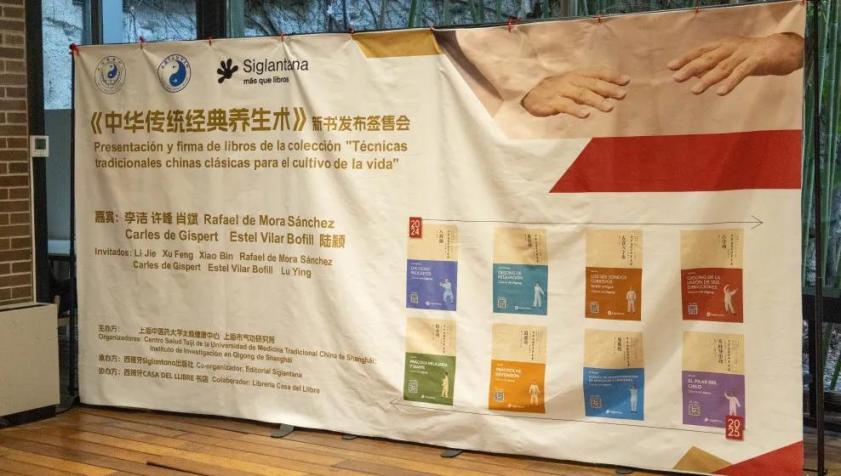 Siglantana
más que libros
《中华传统经典养生术》新书发布签售会
Presentación y firma de libros de la colección "Técnicas
tradicionales chinas clásicas para el cultivo de la vida"
嘉宾：李洁 许峰 肖斌 Rafael de Mora Sánchez
Carles de Gispert Estel Vilar Bofill 陆颖
Invitados: Li Jie Xu Feng Xiao Bin Rafael de Mora Sánchez
Carles de Gispert Estel Vilar Bofill Lu Ying
主办方：上海中医药大学太极健康中心 上海市气功研究所
Organizadores: Centro Salud Taiji de la Universidad de Medicina Tradicional China de Shanghai;
Instituto de Investigación en Qigong de Shanghai
承办方：西班牙Siglantana出版社 Co-organizador: Editorial Siglantana
协办方：西班牙CASA DEL LLIBRE 书店 Colaborador: Librería Casa del Llibre
2024
2025
EL PILAR DEL
CIELO